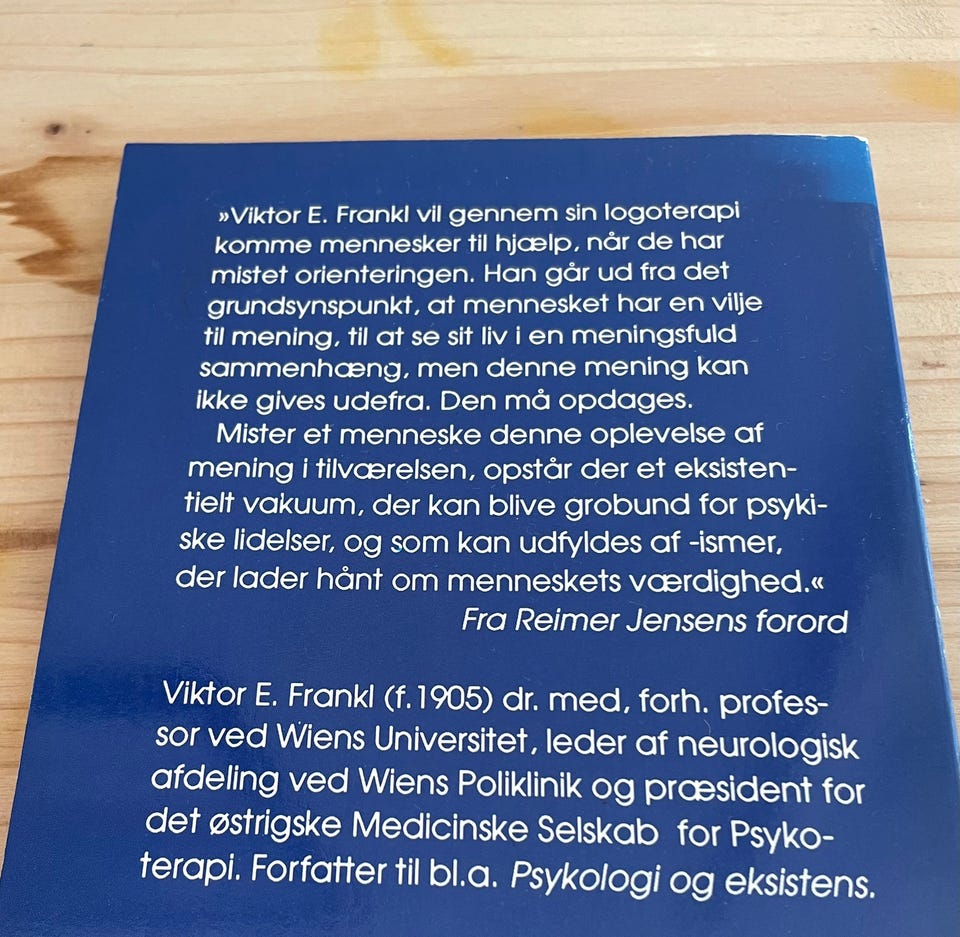 »Viktor E. Frankl vil gennem sin logoterapi
komme mennesker til hjælp, når de har
mistet orienteringen. Han går ud fra det
grundsynspunkt, at mennesket har en vilje
til mening, til at se sit liv i en meningsfuld
sammenhæng, men denne mening kan
ikke gives udefra. Den må opdages.
Mister et menneske denne oplevelse af
mening i tilværelsen, opstår der et eksisten-
tielt vakuum, der kan blive grobund for psyki-
ske lidelser, og som kan udfyldes af -ismer,
der lader hånt om menneskets værdighed.«
Fra Reimer Jensens forord
Viktor E. Frankl (f. 1905) dr. med, forh. profes-
sor ved Wiens Universitet, leder af neurologisk
afdeling ved Wiens Poliklinik og præsident for
det østrigske Medicinske Selskab for Psyko-
terapi. Forfatter til bl.a. Psykologi og eksistens.